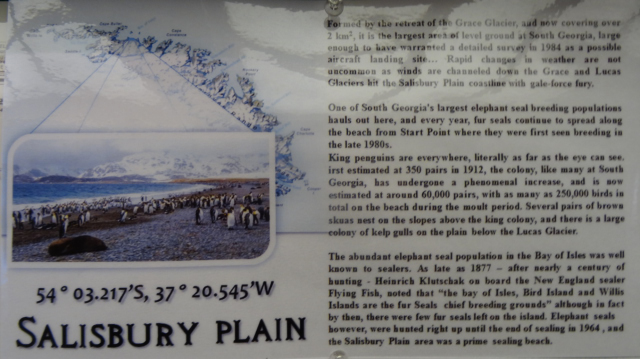 54° 03.217'S, 37° 20.545'W
SALISBURY PLAIN
Formed by the retreat of the Grace Glacier, and now covering over
2 km², it is the largest area of level ground at South Georgia, large
enough to have warranted a detailed survey in 1984 as a possible
aircraft landing site... Rapid changes in weather are not
uncommon as winds are channeled down the Grace and Lucas
Glaciers hit the Salisbury Plain coastline with gale-force fury.
One of South Georgia's largest elephant seal breeding populations
hauls out here, and every year, fur seals continue to spread along
the beach from Start Point where they were first seen breeding in
the late 1980s.
King penguins are everywhere, literally as far as the eye can see.
irst estimated at 350 pairs in 1912, the colony, like many at South
Georgia, has undergone a phenomenal increase, and is now
estimated at around 60,000 pairs, with as many as 250,000 birds in
total on the beach during the moult period. Several pairs of brown
skuas nest on the slopes above the king colony, and there is a large
colony of kelp gulls on the plain below the Lucas Glacier.
The abundant elephant seal population in the Bay of Isles was well
known to sealers. As late as 1877 – after nearly a century of
hunting - Heinrich Klutschak on board the New England sealer
Flying Fish, noted that "the bay of Isles, Bird Island and Willis
Islands are the fur Seals chief breeding grounds" although in fact
by then, there were few fur seals left on the island. Elephant seals
however, were hunted right up until the end of sealing in 1964 , and
the Salisbury Plain area was a prime sealing beach.